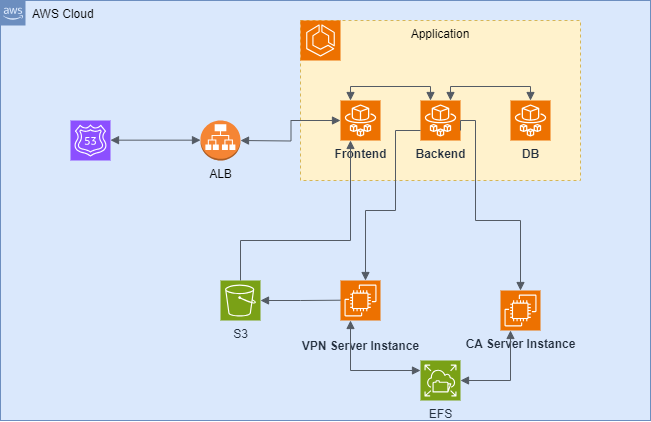 aws
AWS Cloud
Application
53
ALB
Frontend
Backend
DB
S3
VPN Server Instance
CA Server Instance
EFS